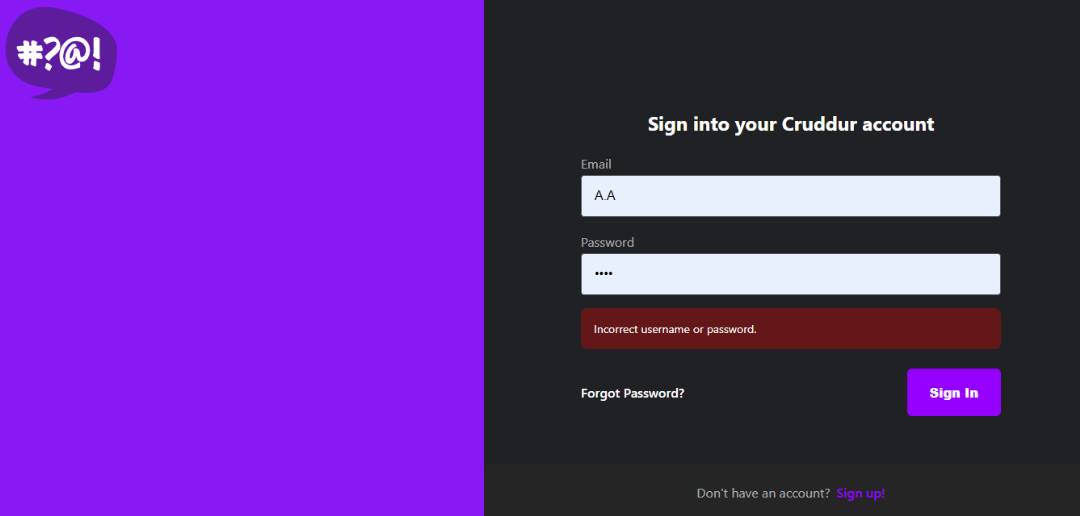 #?@!
Sign into your Cruddur account
Email
A.A
Password
••••
Incorrect username or password.
Forgot Password?
Sign In
Don't have an account? Sign up!